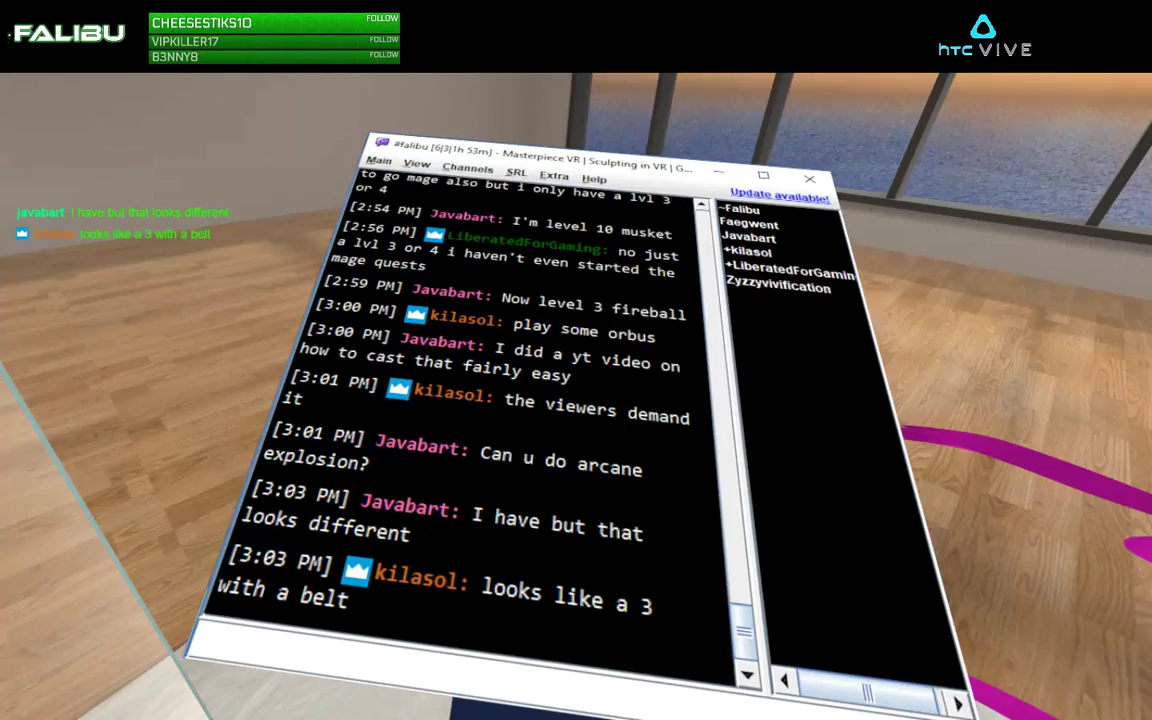 FALIBU
CHEESESTIKS10 FOLLOW
VIPKILLER17 FOLLOW
B3NNY8 FOLLOW
htc VIVE
javabart I have but that looks different
kilasol looks like a 3 with a belt
#falibu [6|3|1h 53m] - Masterpiece VR | Sculpting in VR | G...
Main View Channels SRL Extra Help
Update available!
to go mage also but i only have a lvl 3
or 4
[2:54 PM] Javabart: I'm level 10 musket
[2:56 PM] LiberatedForGaming: no just
a lvl 3 or 4 i haven't even started the
mage quests
[2:59 PM] Javabart: Now level 3 fireball
[3:00 PM] kilasol: play some orbus
[3:00 PM] Javabart: I did a yt video on
how to cast that fairly easy
[3:01 PM] kilasol: the viewers demand
it
[3:01 PM] Javabart: Can u do arcane
explosion?
[3:03 PM] Javabart: I have but that
looks different
[3:03 PM] kilasol: looks like a 3
with a belt
~Falibu
Faegwent
Javabart
+kilasol
+LiberatedForGamin
Zyzzyvivification